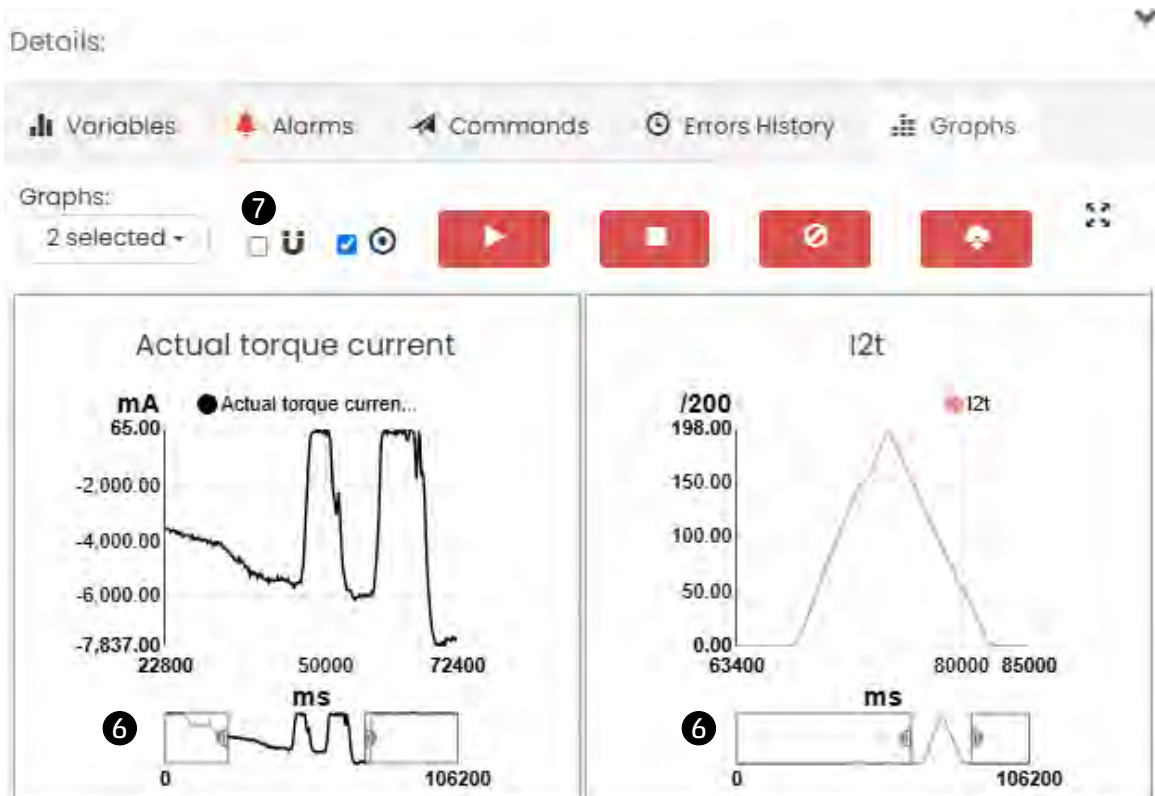 Details:
Variables Alarms Commands Errors History Graphs
Graphs:
7
2 selected
Actual torque current
mA Actual torque curren...
65.00
-2,000.00
-4,000.00
-6,000.00
-7,837.00
22800 50000 72400
ms
6
0 106200
I2t
/200 I2t
198.00
150.00
100.00
50.00
0.00
63400 80000 85000
ms
6
0 106200